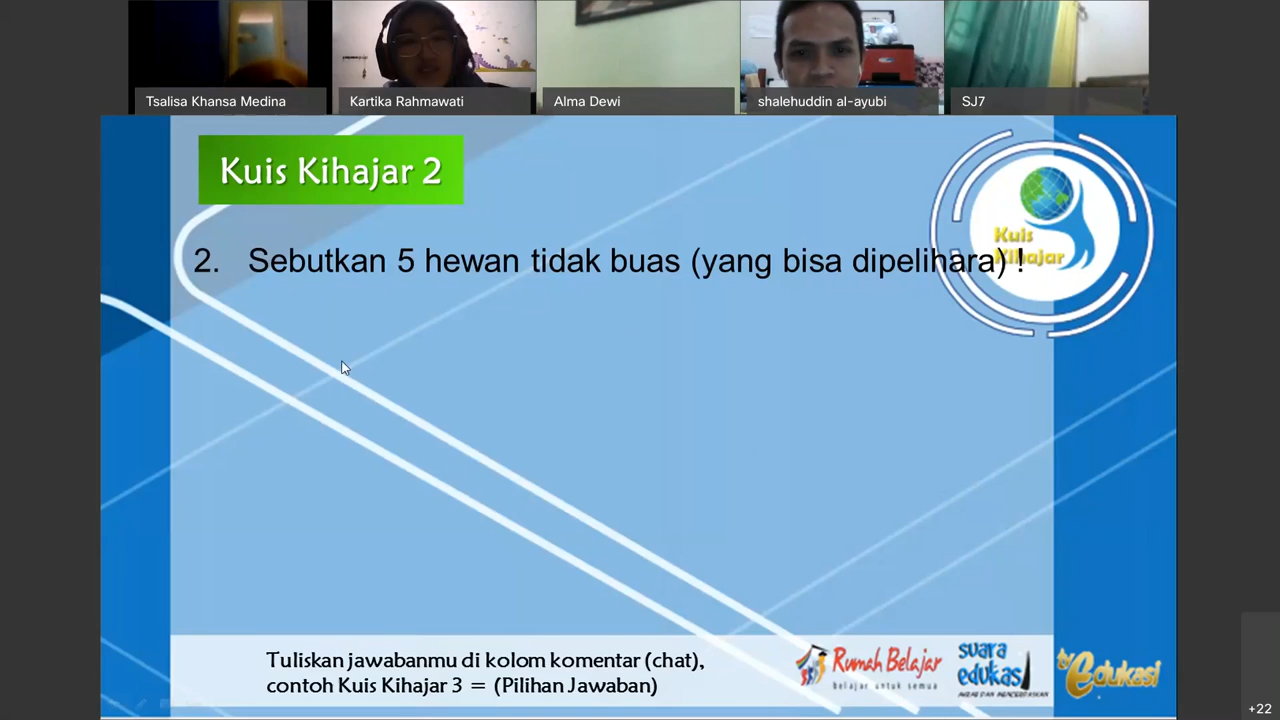 Tsalisa Khansa Medina
Kartika Rahmawati
Alma Dewi
shalehuddin al-ayubi
SJ7
Kuis Kihajar 2
Kuis
Kihajar
2. Sebutkan 5 hewan tidak buas (yang bisa dipelihara) !
Tuliskan jawabanmu di kolom komentar (chat),
contoh Kuis Kihajar 3 = (Pilihan Jawaban)
Rumah Belajar
belajar untuk semua
suara
edukasi
tv edukasi
+22